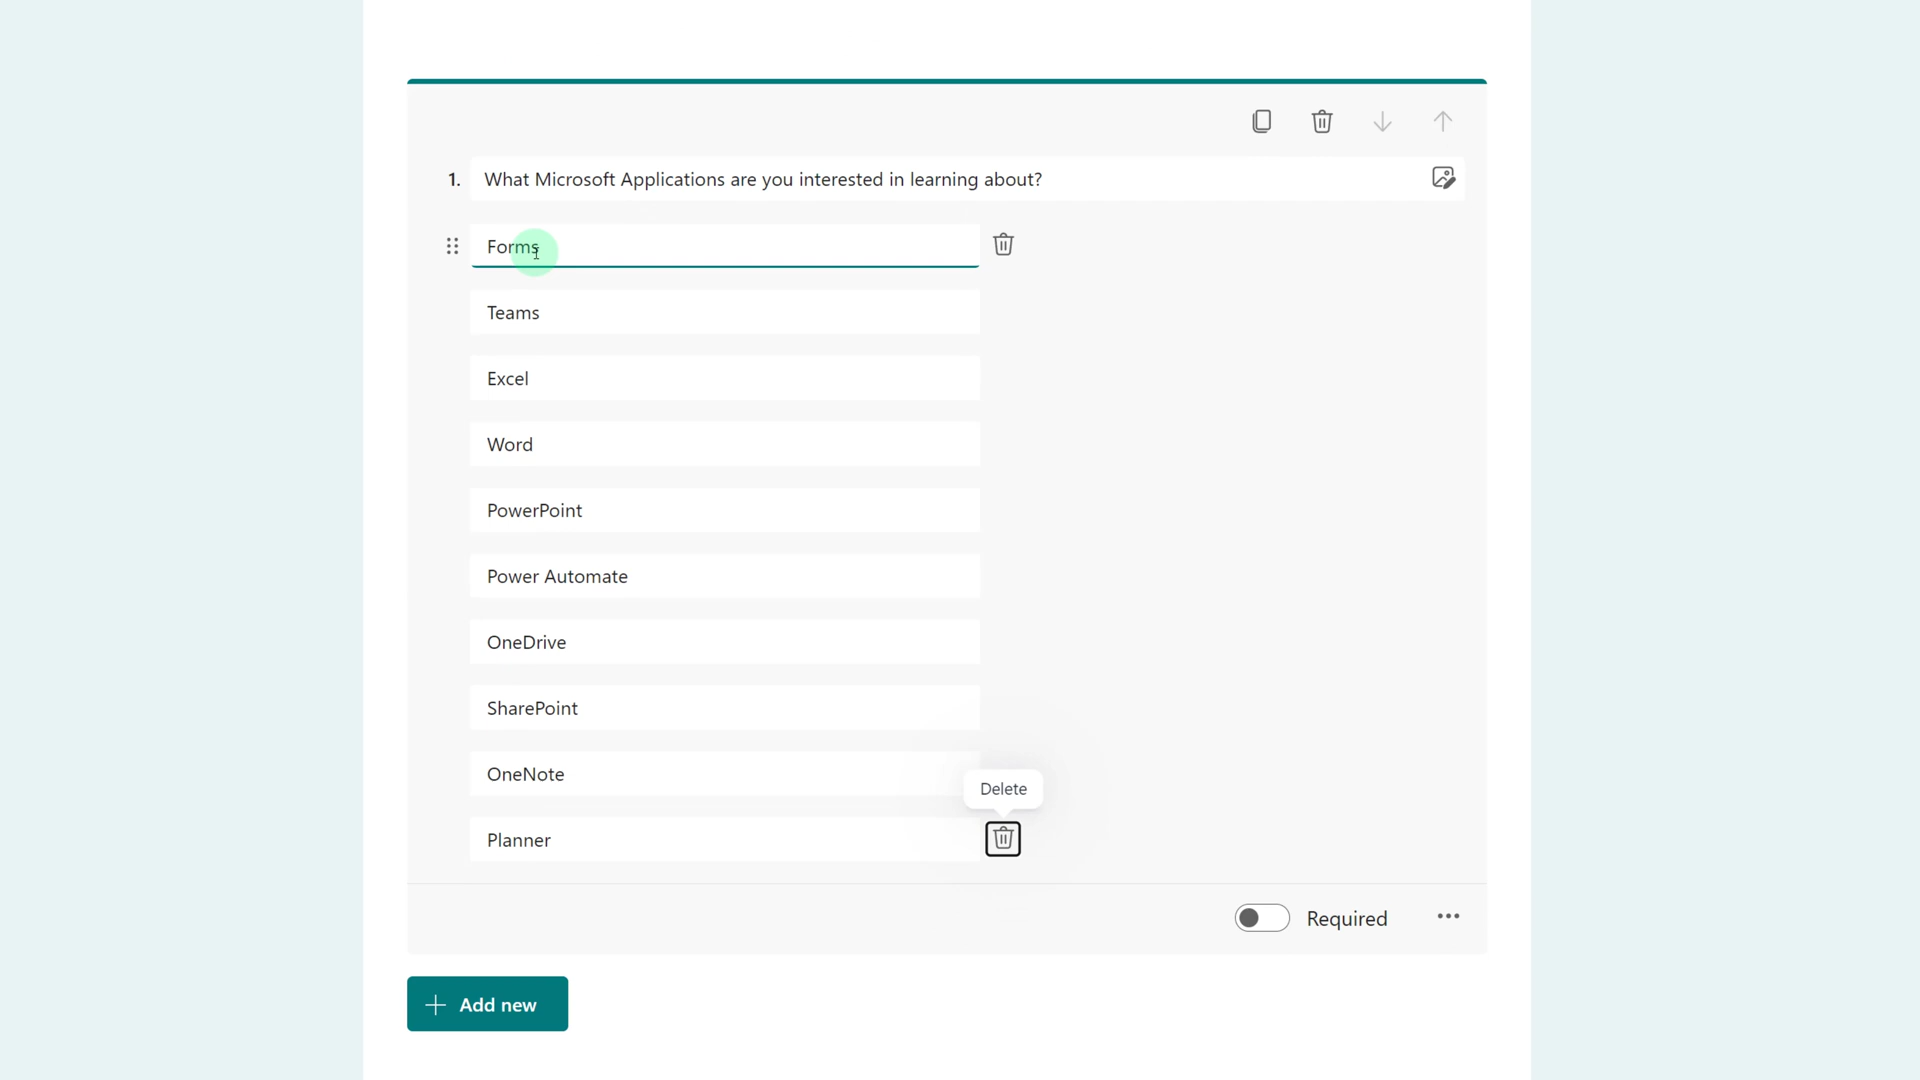 1. What Microsoft Applications are you interested in learning about?
Forms
Teams
Excel
Word
PowerPoint
Power Automate
OneDrive
SharePoint
OneNote
Delete
Planner
Required
Add new